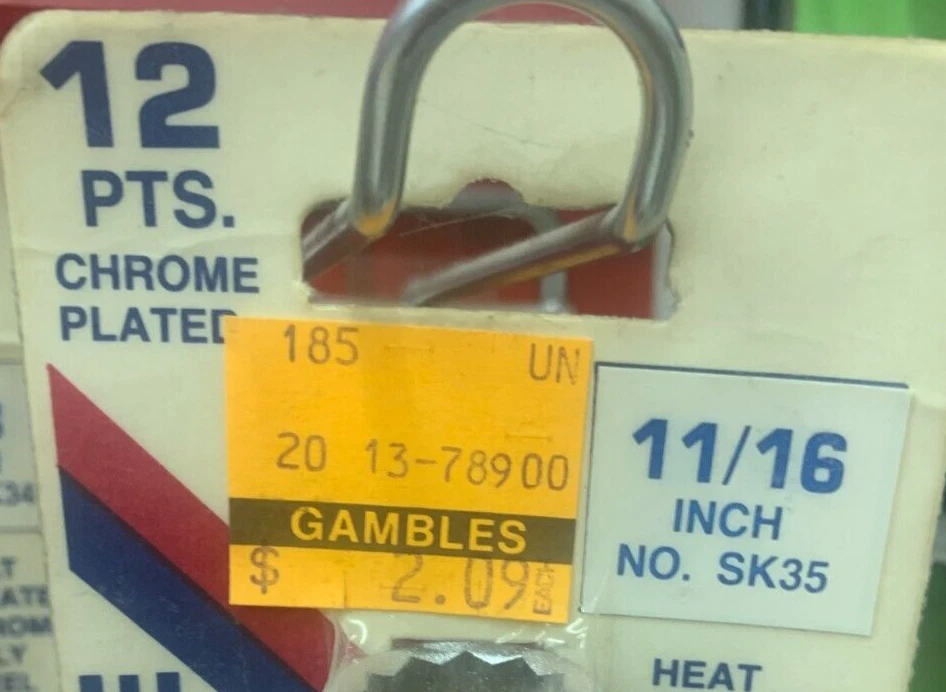 12
PTS.
CHROME
PLATED
185 UN
20 13-78900
GAMBLES
$ 2.09 EACH
11/16
INCH
NO. SK35
HEAT